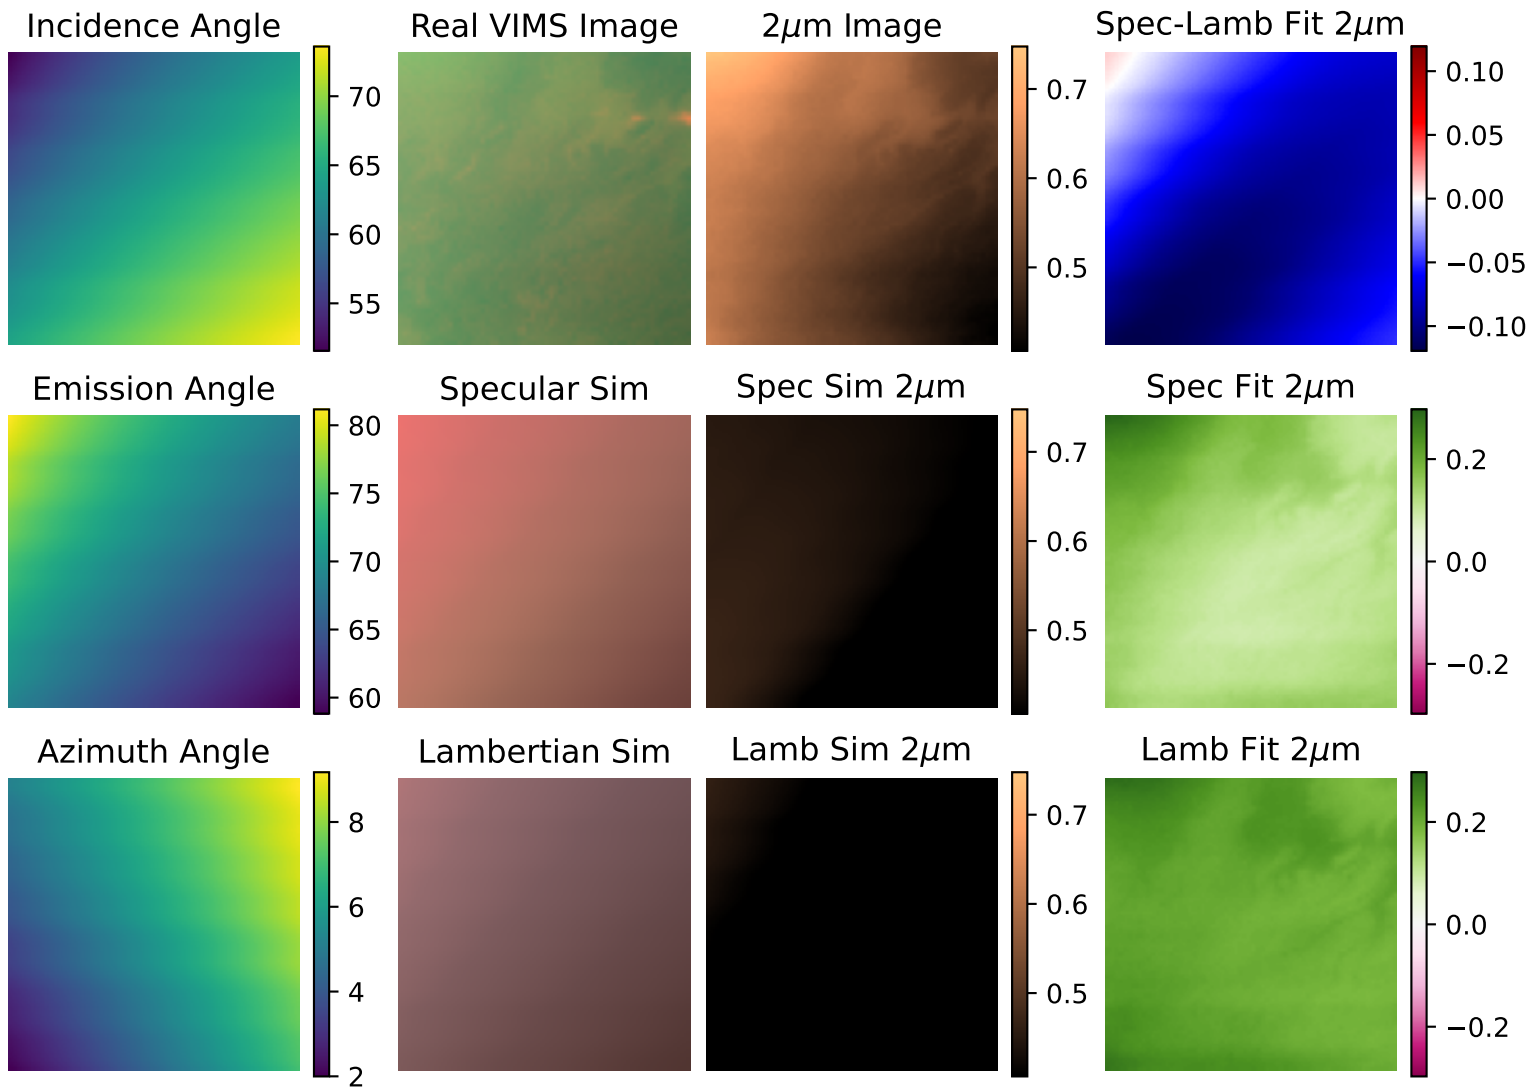 Incidence Angle
70
65
60
55
Real VIMS Image
2μm Image
0.7
0.6
0.5
Spec-Lamb Fit 2μm
0.10
0.05
0.00
−0.05
−0.10
Emission Angle
80
75
70
65
60
Specular Sim
Spec Sim 2μm
0.7
0.6
0.5
Spec Fit 2μm
0.2
0.0
−0.2
Azimuth Angle
8
6
4
2
Lambertian Sim
Lamb Sim 2μm
0.7
0.6
0.5
Lamb Fit 2μm
0.2
0.0
−0.2